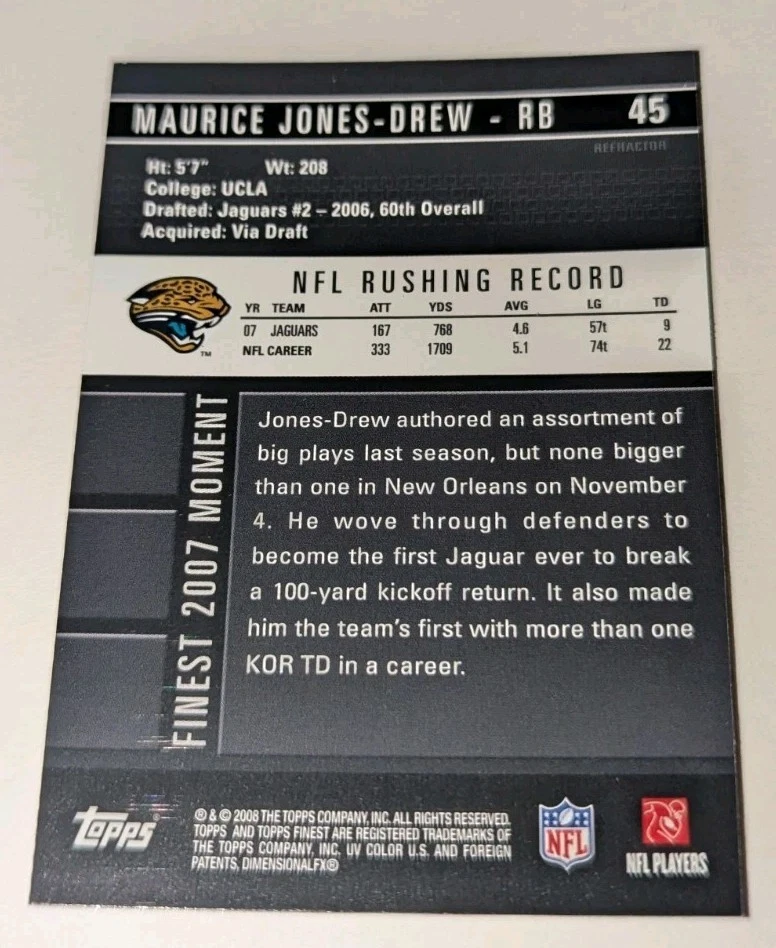 MAURICE JONES-DREW - RB 45
REFRACTOR
Ht: 5'7" Wt: 208
College: UCLA
Drafted: Jaguars #2 – 2006, 60th Overall
Acquired: Via Draft
NFL RUSHING RECORD
YR TEAM ATT YDS AVG LG TD
07 JAGUARS 167 768 4.6 57t 9
NFL CAREER 333 1709 5.1 74t 22
TM
FINEST 2007 MOMENT
Jones-Drew authored an assortment of
big plays last season, but none bigger
than one in New Orleans on November
4. He wove through defenders to
become the first Jaguar ever to break
a 100-yard kickoff return. It also made
him the team's first with more than one
KOR TD in a career.
topps
® & © 2008 THE TOPPS COMPANY, INC. ALL RIGHTS RESERVED.
TOPPS AND TOPPS FINEST ARE REGISTERED TRADEMARKS OF
THE TOPPS COMPANY, INC. UV COLOR U.S. AND FOREIGN
PATENTS, DIMENSIONALFX®
NFL
NFL PLAYERS